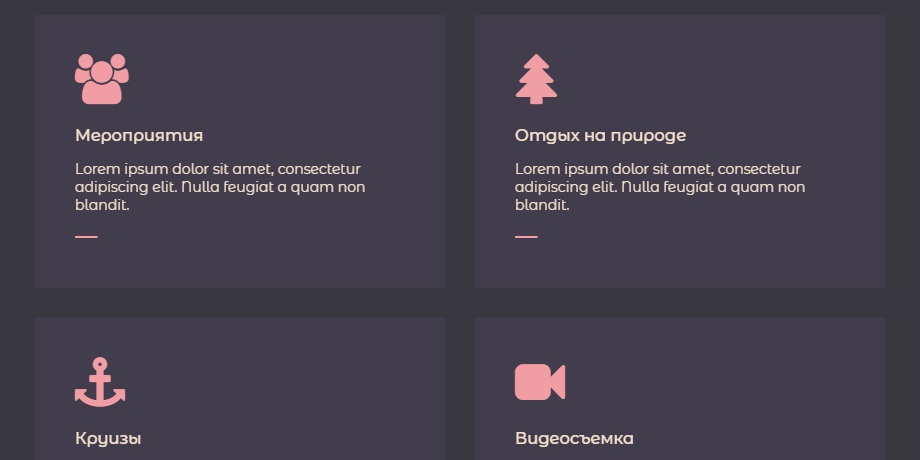 Мероприятия
Lorem ipsum dolor sit amet, consectetur
adipiscing elit. Nulla feugiat a quam non
blandit.
Отдых на природе
Lorem ipsum dolor sit amet, consectetur
adipiscing elit. Nulla feugiat a quam non
blandit.
Круизы
Видеосъемка